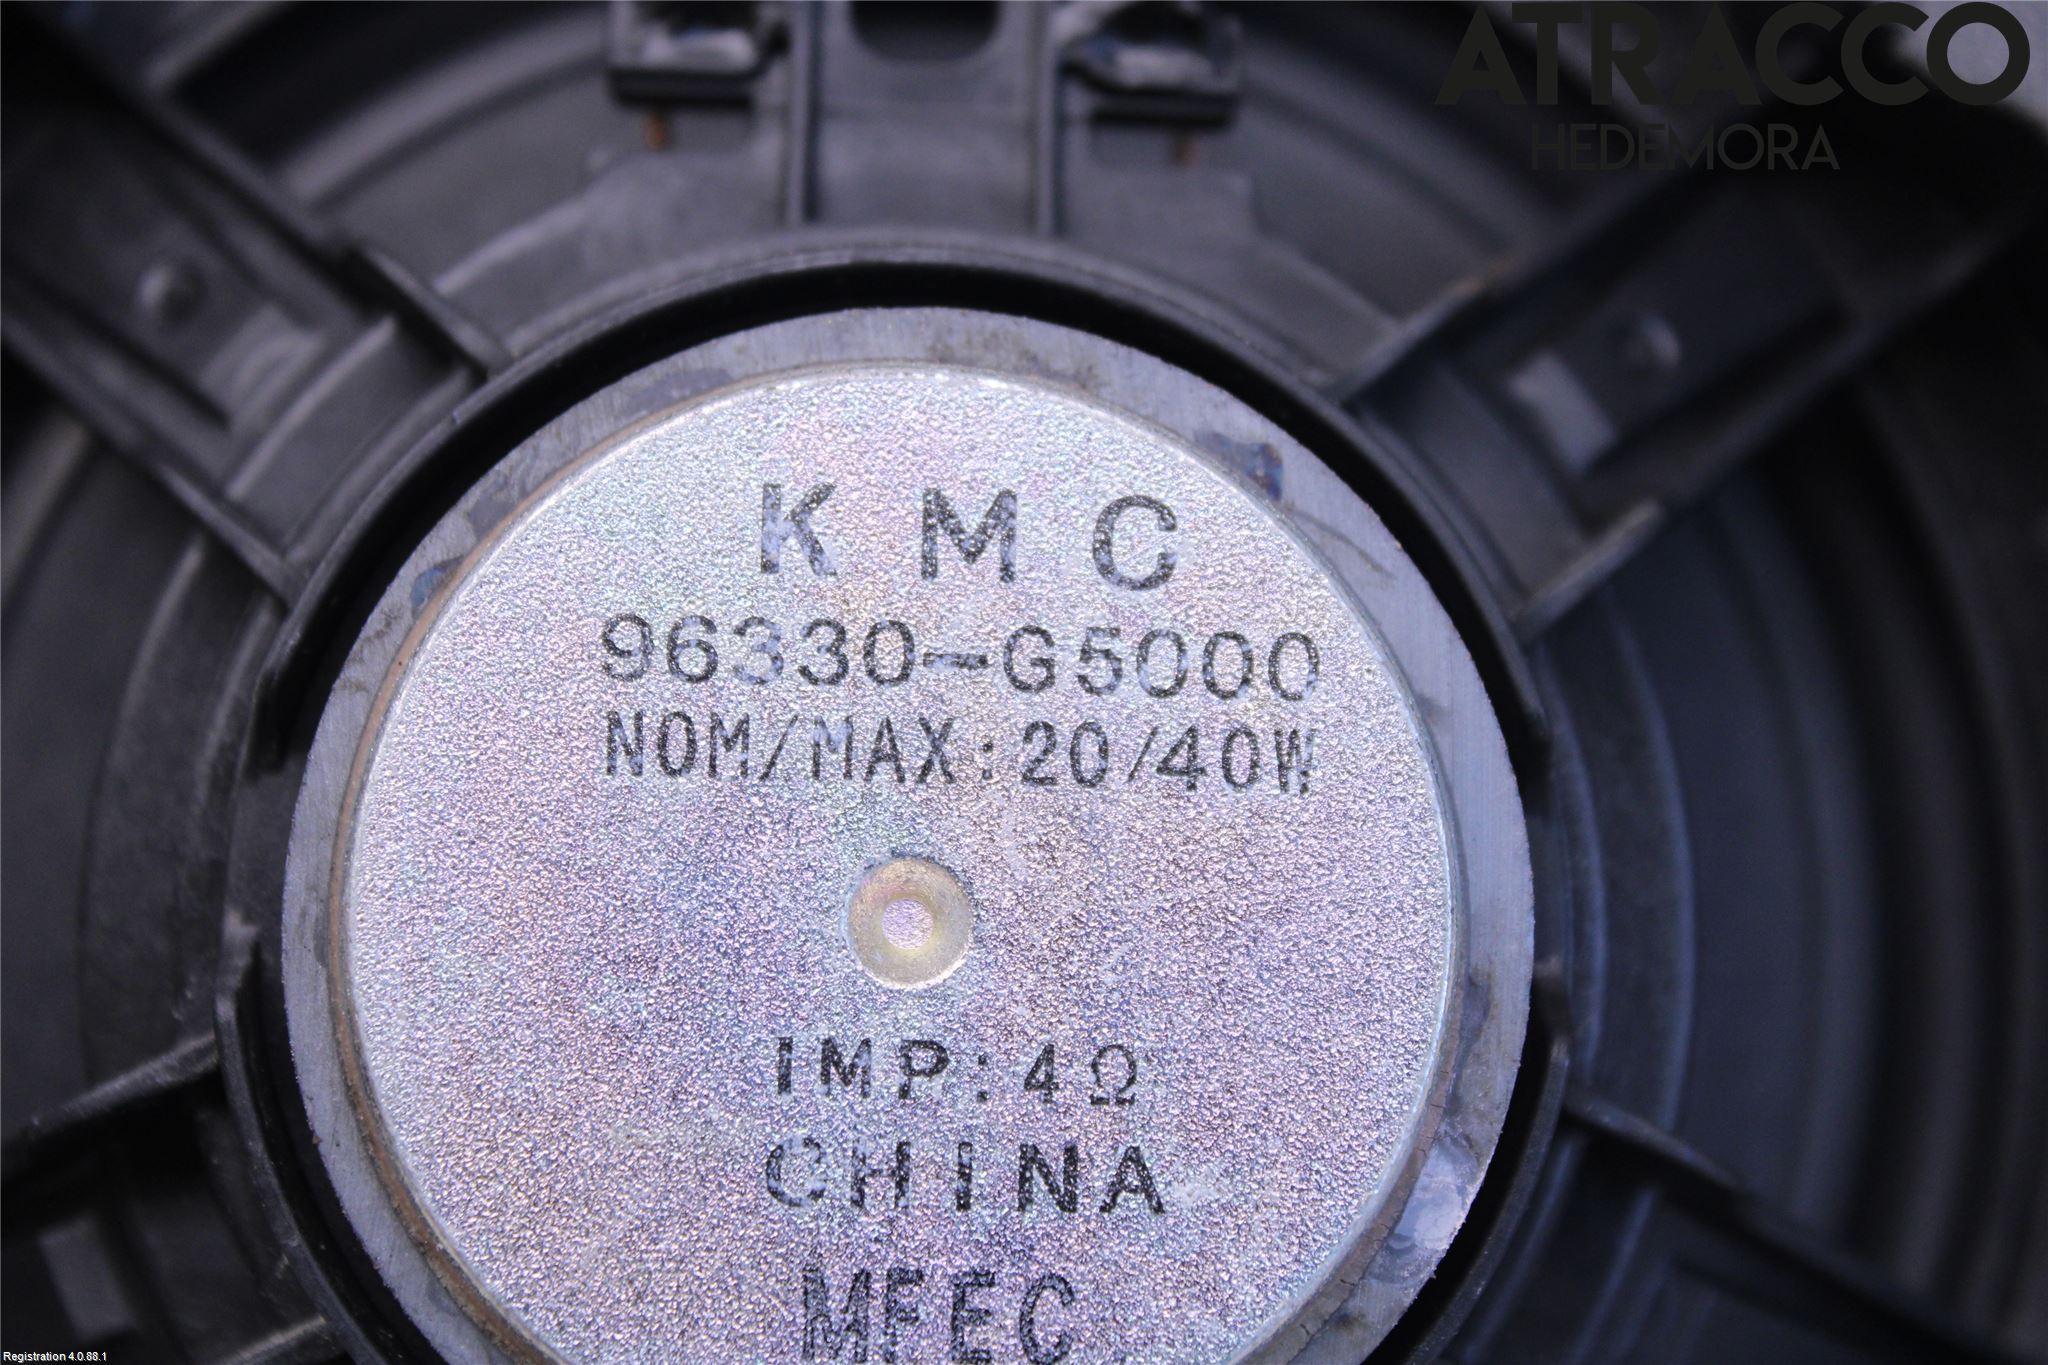 ATRACCO
HEDEMORA
KMC
96330-G5000
NOM/MAX:20/40W
IMP:4Ω
CHINA
MFEC
Registration 4.0.88.1